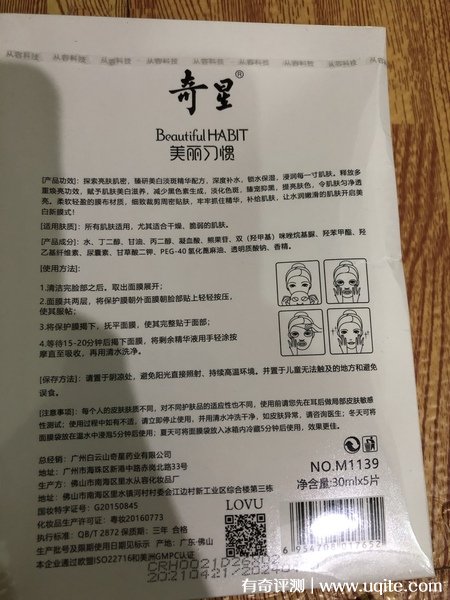 从容科技 从容科技 从容科技 从容科技 从容科技 从容科技
奇星®
Beautiful HABIT
美丽习惯
[产品功效]：探索亮肤肌密，臻研美白淡斑精华配方，深度补水，锁水保湿，浸润每一寸肌肤。释放多
重焕亮功效，赋予肌肤美白滋养，减少黑色素生成，淡化色斑，臻宠抑黑，提亮肤色，令肌肤匀净透
亮。柔软轻盈的膜布材质，细致裁剪周密贴肤，牢牢抓住精华，补给肌肤，让水润嫩滑的肌肤开启美
白新膜式！
[适用肤质]：所有肌肤适用，尤其适合干燥、脆弱的肌肤。
[产品成分]：水、丁二醇、甘油、丙二醇、凝血酸、熊果苷、双（羟甲基）咪唑烷基脲、羟苯甲酯、羟
乙基纤维素、尿囊素、甘草酸二钾、PEG-40氢化蓖麻油、透明质酸钠、香精。
[使用方法]：
1.清洁完脸部之后，取出面膜展开；
2.面膜共两层，将保护膜朝外面膜朝脸部贴上轻轻按压，
使其服帖；
3.将保护膜揭下，抚平面膜，使其完整贴于面部；
4.等待15-20分钟后揭下面膜，将剩余精华液用手轻涂按
摩直至吸收，再用清水洗净。
[保存方法]：请置于阴凉处，避免阳光直接照射、持续高温环境。并置于儿童无法触及的地方和避免
误食。
[注意事项]：每个人的皮肤肤质不同，对不同护肤品的适应性也不同，使用前请您先在耳后做局部皮肤敏感
性测试；使用过程中如有不适，请立即停止使用，并用清水冲洗干净，如皮肤异常，请咨询医生；冬天可将
面膜袋放在温水中浸泡5分钟后使用；夏天可将面膜袋放入冰箱内冷藏5分钟后使用，效果更佳。
总经销：广州白云山奇星药业有限公司
地址：广州市海珠区新港中路赤岗北路33号
生产方：佛山市南海区里水从容化妆品厂
地址：佛山市南海区里水镇河村村委会江边村新工业区综合楼第三栋
国妆特字：G20150845
化妆品生产许可证：粤妆20160773
执行标准：QB/T 2872 保质期：三年 合格
生产批号及限期使用日期见标示 产地：广东·佛山
本企业通过欧盟ISO22716和美洲GMPC认证
LOVU
NO.M1139
净含量：30ml×5片
20210421/
有奇评测 | www.uqite.com